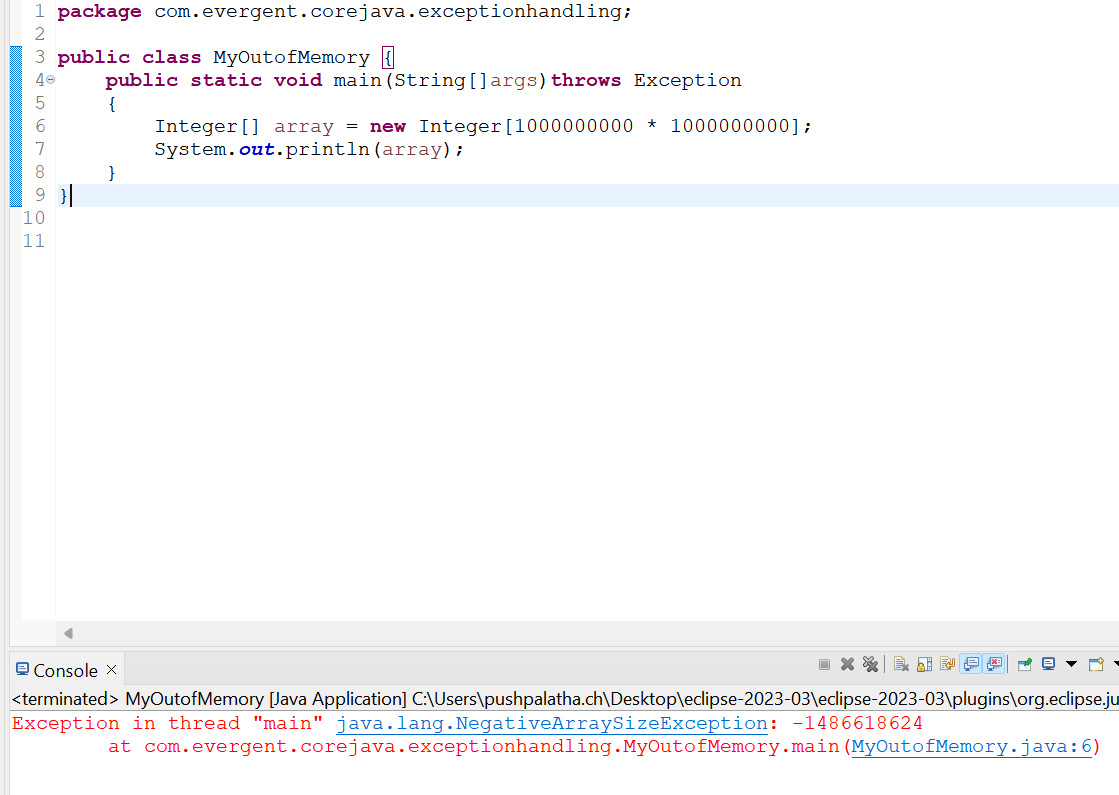 1 package com.evergent.corejava.exceptionhandling;
2
3 public class MyOutofMemory {
4 public static void main(String[]args)throws Exception
5 {
6 Integer[] array = new Integer[1000000000 * 1000000000];
7 System.out.println(array);
8 }
9 }
10
11
Console
<terminated> MyOutofMemory [Java Application] C:\Users\pushpalatha.ch\Desktop\eclipse-2023-03\eclipse-2023-03\plugins\org.eclipse.ju
Exception in thread "main" java.lang.NegativeArraySizeException: -1486618624
at com.evergent.corejava.exceptionhandling.MyOutofMemory.main(MyOutofMemory.java:6)